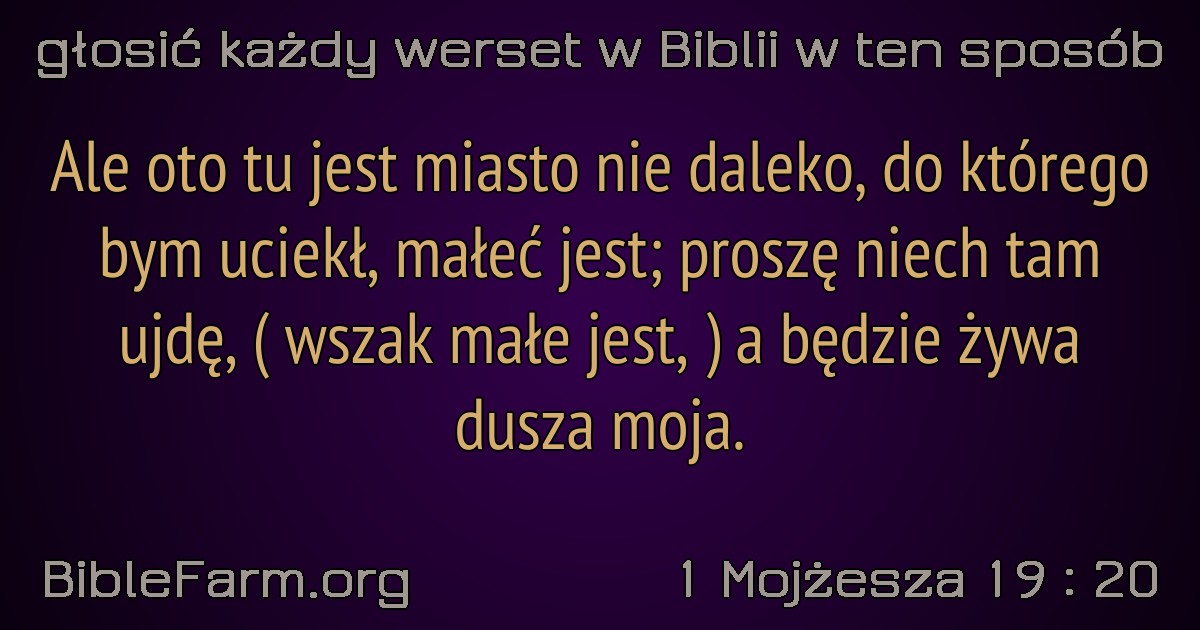 głosić każdy werset w Biblii w ten sposób
Ale oto tu jest miasto nie daleko, do którego
bym uciekł, małeć jest; proszę niech tam
ujdę, ( wszak małe jest, ) a będzie żywa
dusza moja.
BibleFarm.org
1 Mojżesza 19 : 20